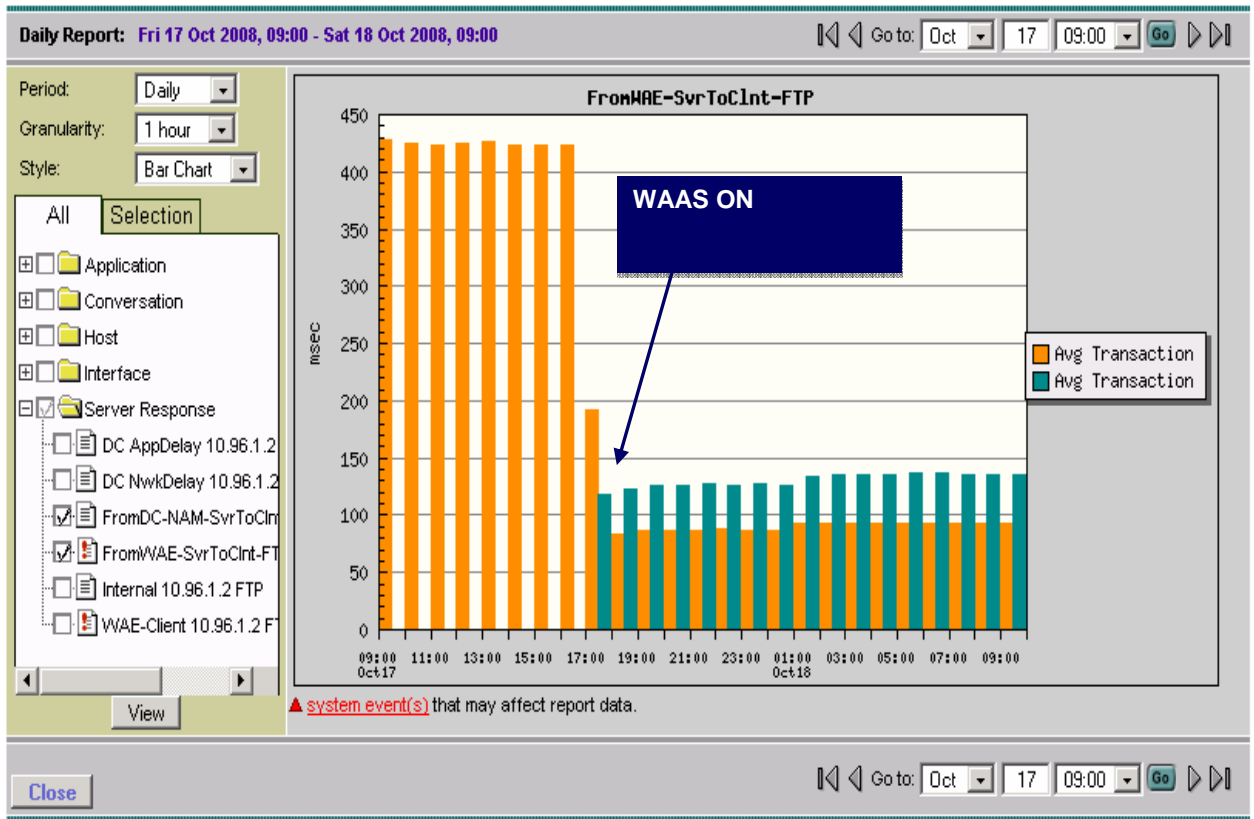 Daily Report: Fri 17 Oct 2008, 09:00 - Sat 18 Oct 2008, 09:00
Go to: Oct 17 09:00 Go
Period: Daily
Granularity: 1 hour
Style: Bar Chart
All Selection
Application
Conversation
Host
Interface
Server Response
DC AppDelay 10.96.1.2
DC NwkDelay 10.96.1.2
FromDC-NAM-SvrToCln
FromWAE-SvrToClnt-FT
Internal 10.96.1.2 FTP
WAE-Client 10.96.1.2 F
View
FromWAE-SvrToClnt-FTP
450
400
350
300
250
200
150
100
50
0
msec
WAAS ON
Avg Transaction
Avg Transaction
09:00 11:00 13:00 15:00 17:00 19:00 21:00 23:00 01:00 03:00 05:00 07:00 09:00
Oct17 Oct18
system event(s) that may affect report data.
Close
Go to: Oct 17 09:00 Go